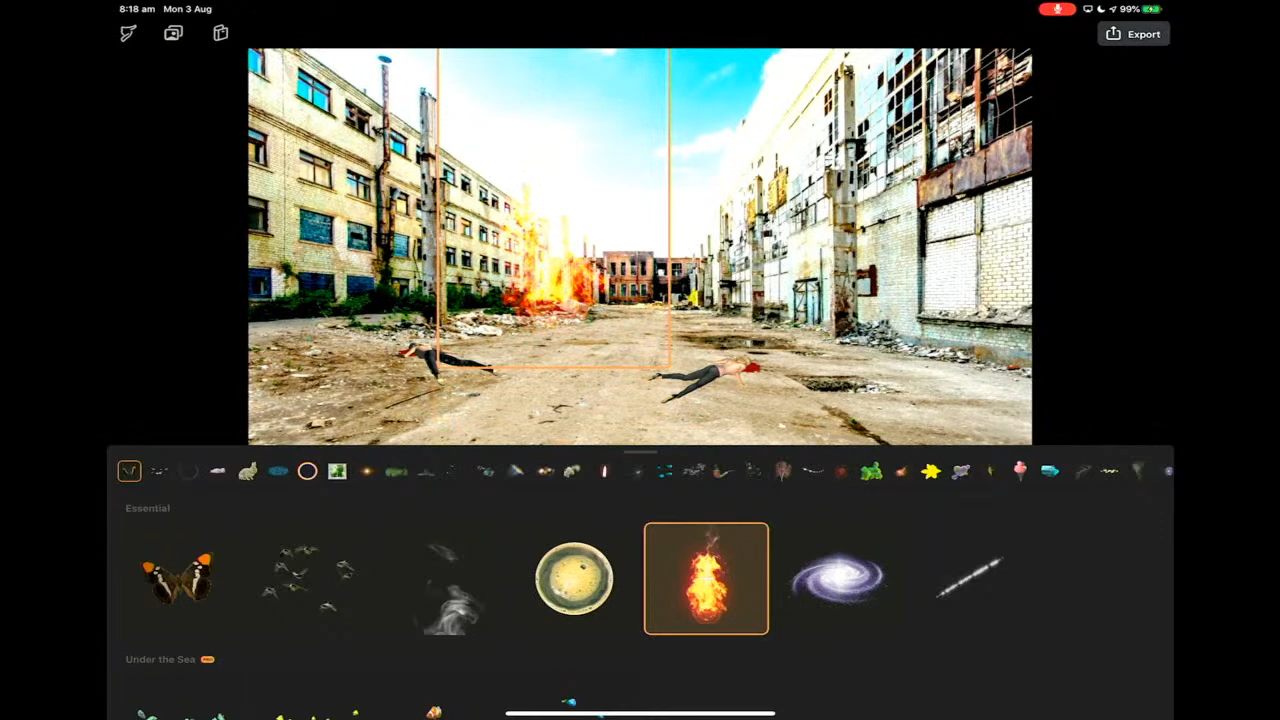 8:18 am Mon 3 Aug
99%
Export
Essential
Under the Sea